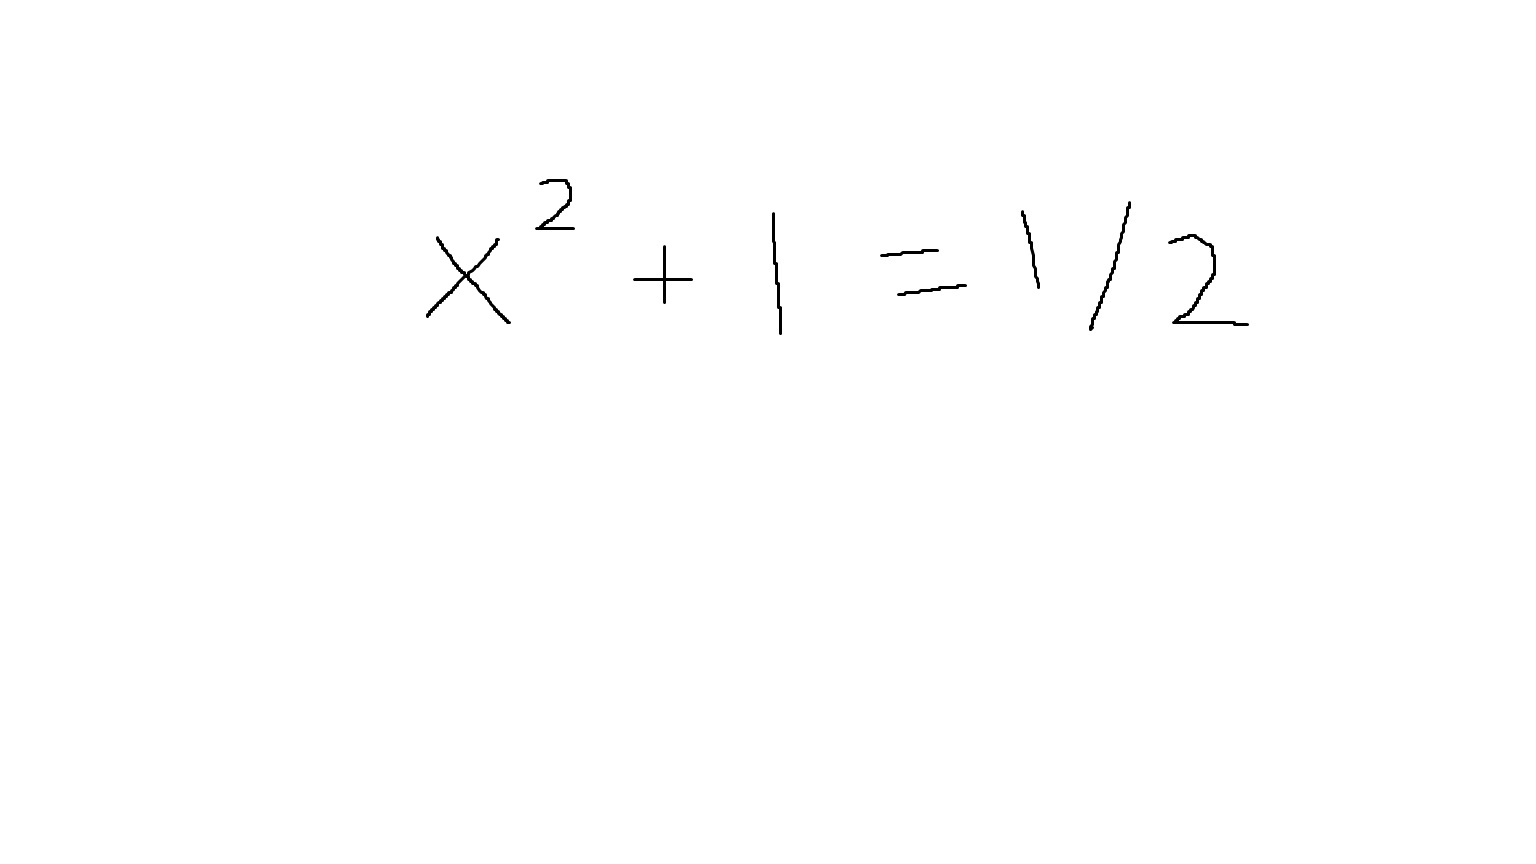 x² + 1 = 1/2